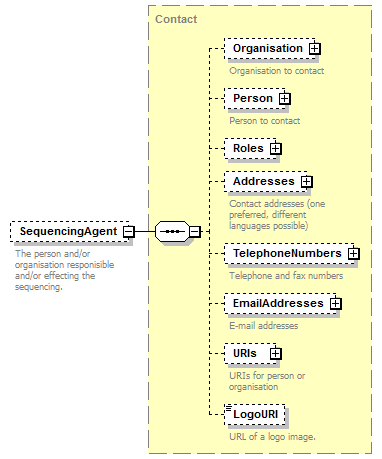 Contact
Organisation
Organisation to contact
Person
Person to contact
Roles
Addresses
Contact addresses (one
preferred, different
languages possible)
SequencingAgent
The person and/or
organisation responisible
and/or effecting the
sequencing.
TelephoneNumbers
Telephone and fax numbers
EmailAddresses
E-mail addresses
URIs
URIs for person or
organisation
LogoURI
URL of a logo image.